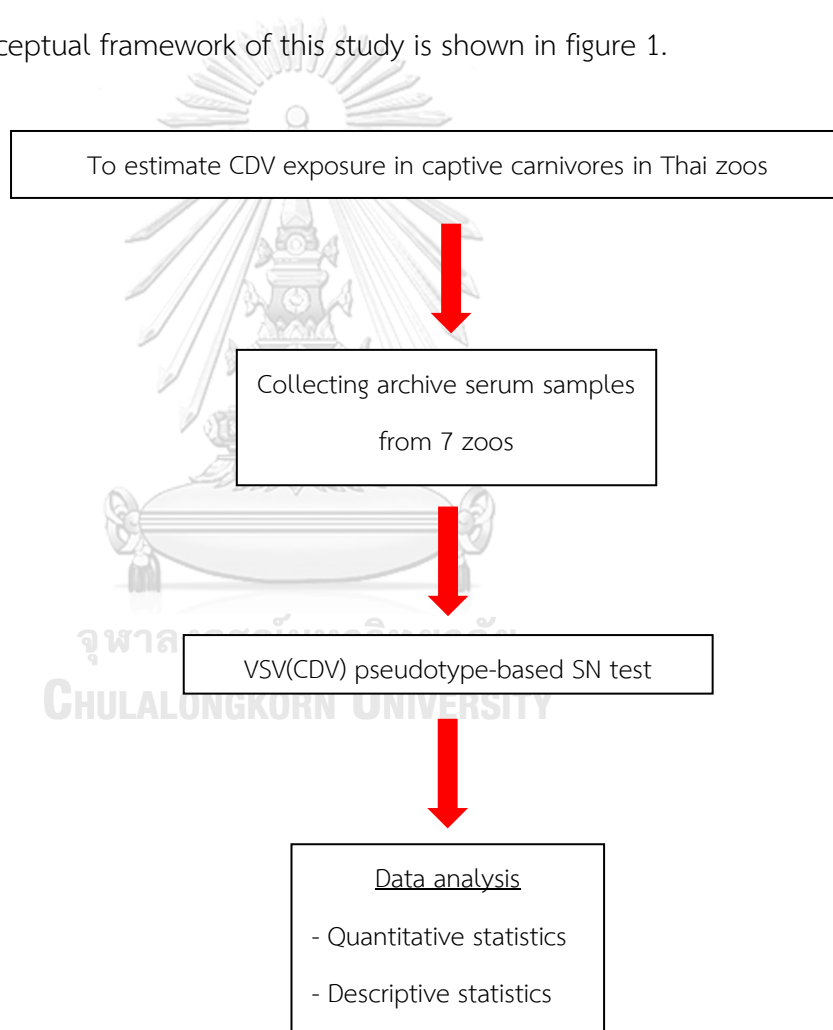 ceptual framework of this study is shown in figure 1.
To estimate CDV exposure in captive carnivores in Thai zoos
Collecting archive serum samples
from 7 zoos
VSV(CDV) pseudotype-based SN test
CHULALONGKORN UNIVERSITY
Data analysis
- Quantitative statistics
- Descriptive statistics